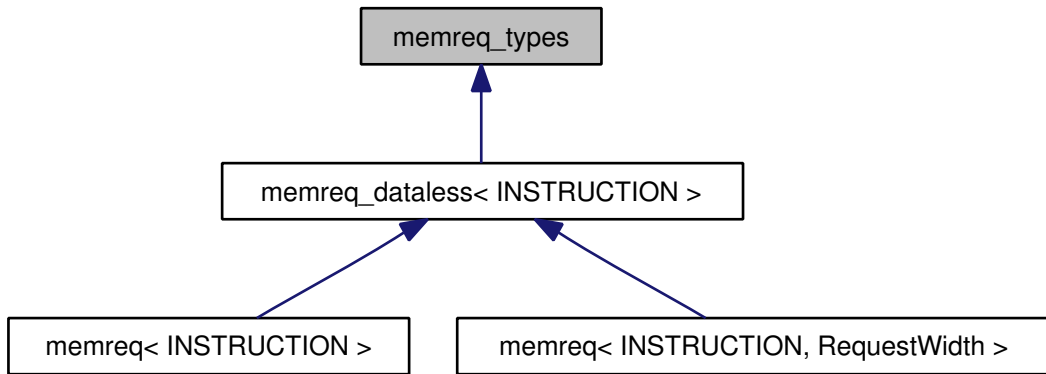 memreq_types
memreq_dataless< INSTRUCTION >
memreq< INSTRUCTION >
memreq< INSTRUCTION, RequestWidth >